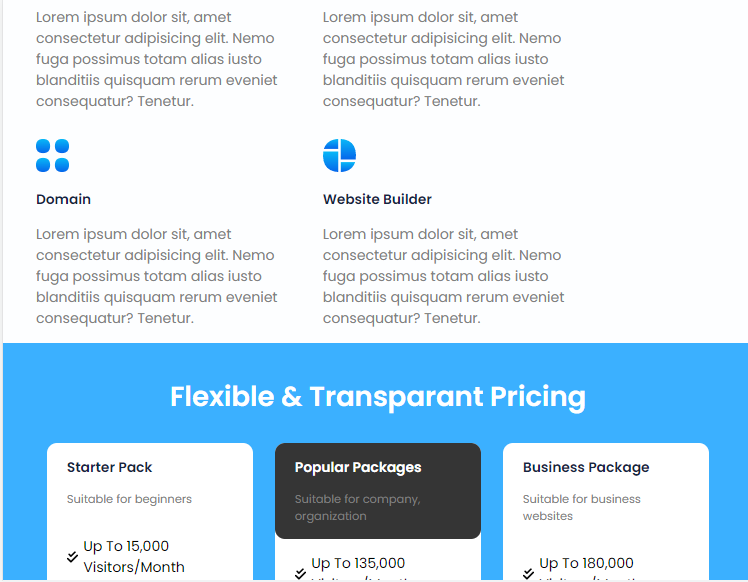 Lorem ipsum dolor sit, amet
consectetur adipisicing elit. Nemo
fuga possimus totam alias iusto
blanditiis quisquam rerum eveniet
consequatur? Tenetur.
Lorem ipsum dolor sit, amet
consectetur adipisicing elit. Nemo
fuga possimus totam alias iusto
blanditiis quisquam rerum eveniet
consequatur? Tenetur.
Domain
Lorem ipsum dolor sit, amet
consectetur adipisicing elit. Nemo
fuga possimus totam alias iusto
blanditiis quisquam rerum eveniet
consequatur? Tenetur.
Website Builder
Lorem ipsum dolor sit, amet
consectetur adipisicing elit. Nemo
fuga possimus totam alias iusto
blanditiis quisquam rerum eveniet
consequatur? Tenetur.
Flexible & Transparant Pricing
Starter Pack
Suitable for beginners
Up To 15,000
Visitors/Month
Popular Packages
Suitable for company,
organization
Up To 135,000
Business Package
Suitable for business
websites
Up To 180,000